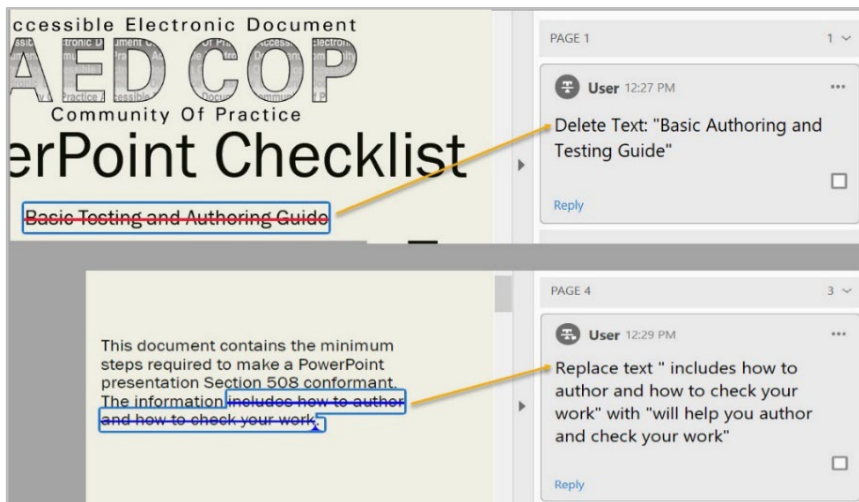 ccessible Electronic Document
AED COP
Community Of Practice
erPoint Checklist
Basic Testing and Authoring Guide
PAGE 1
1
User 12:27 PM
Delete Text: "Basic Authoring and
Testing Guide"
Reply
This document contains the minimum
steps required to make a PowerPoint
presentation Section 508 conformant.
The information includes how to author
and how to check your work.
PAGE 4
3
User 12:29 PM
Replace text " includes how to
author and how to check your
work" with "will help you author
and check your work"
Reply